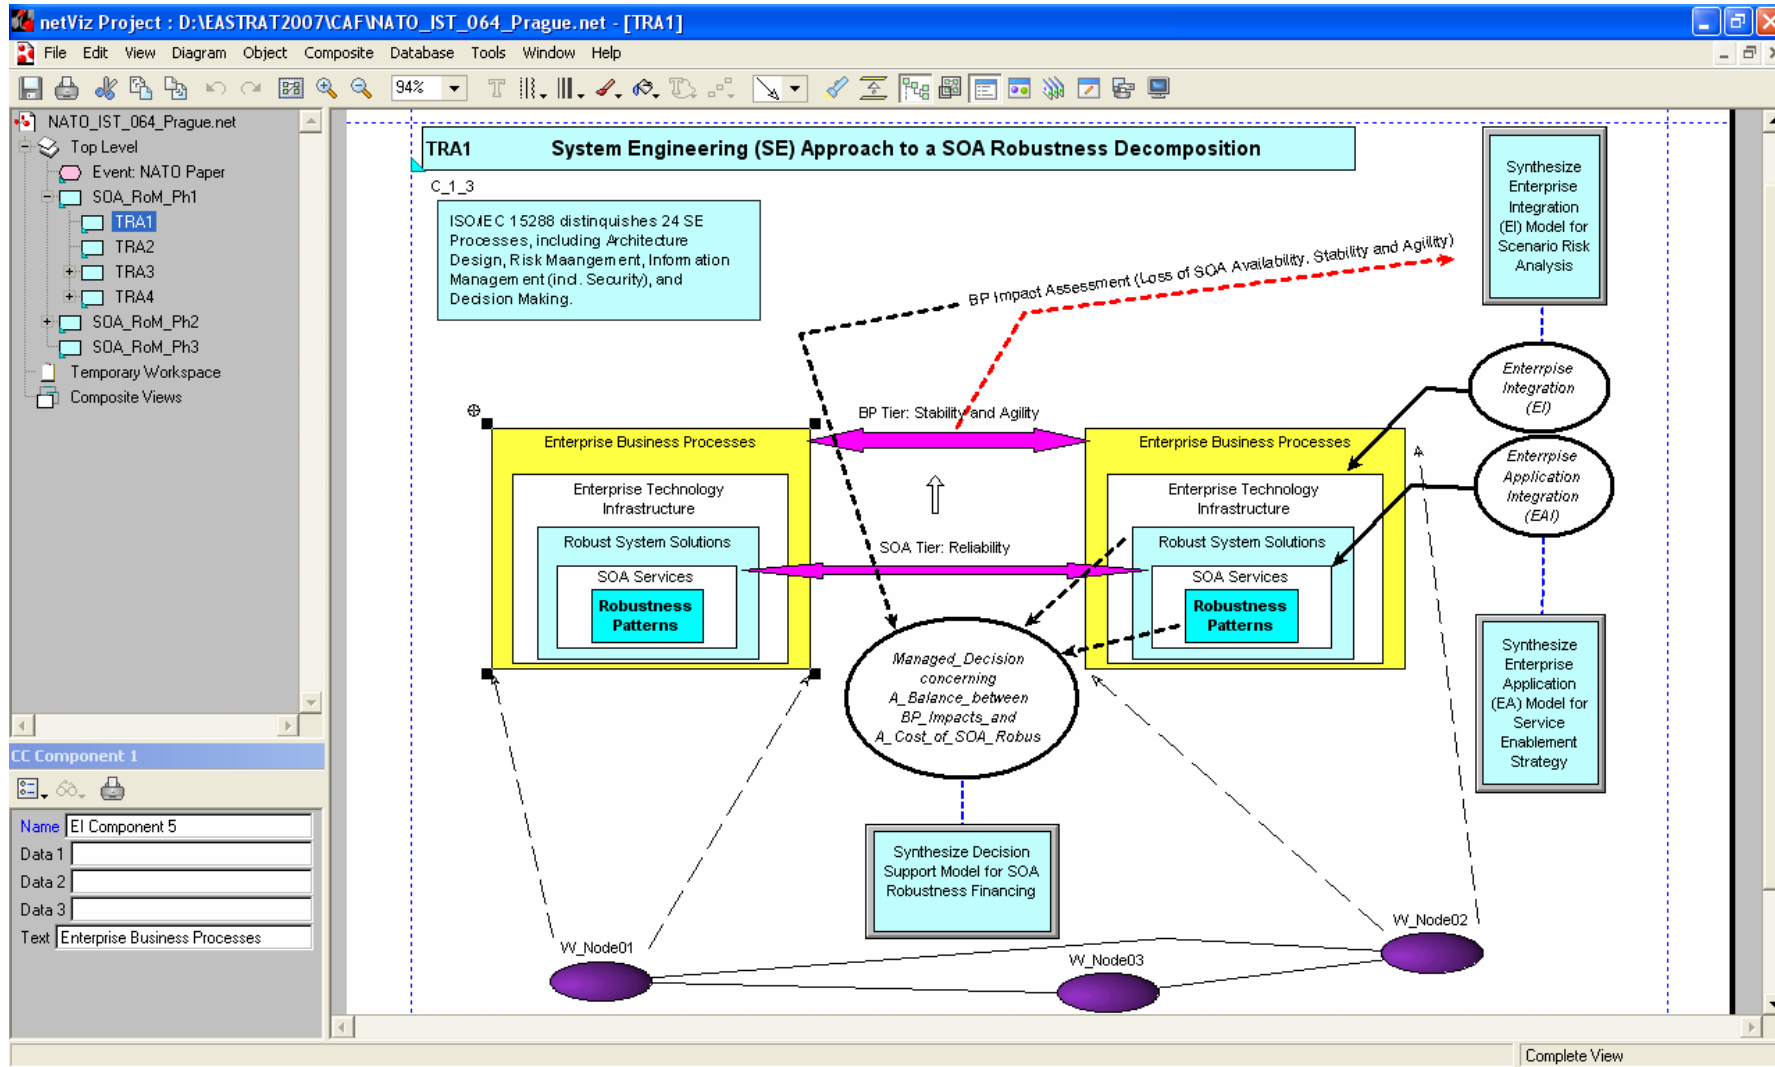 netViz Project : D:\EASTRAT2007\CAF\NATO_IST_064_Prague.net - [TRA1]
File Edit View Diagram Object Composite Database Tools Window Help
94%
NATO_IST_064_Prague.net
Top Level
Event: NATO Paper
SOA_RoM_Ph1
TRA1
TRA2
TRA3
TRA4
SOA_RoM_Ph2
SOA_RoM_Ph3
Temporary Workspace
Composite Views
CC Component 1
Name EI Component 5
Data 1
Data 2
Data 3
Text Enterprise Business Processes
TRA1 System Engineering (SE) Approach to a SOA Robustness Decomposition
C_1_3
ISO/IEC 15288 distinquishes 24 SE
Processes, including Architecture
Design, Risk Maangement, Information
Management (incl. Security), and
Decision Making.
BP Impact Assessment (Loss of SOA Availability, Stability and Agility)
Synthesize
Enterprise
Integration
(EI) Model for
Scenario Risk
Analysis
Enterrpise
Integration
(EI)
Enterrpise
Application
Integration
(EAI)
Synthesize
Enterprise
Application
(EA) Model for
Service
Enablement
Strategy
BP Tier: Stability and Agility
SOA Tier: Reliability
Enterprise Business Processes
Enterprise Technology
Infrastructure
Robust System Solutions
SOA Services
Robustness
Patterns
Enterprise Business Processes
Enterprise Technology
Infrastructure
Robust System Solutions
SOA Services
Robustness
Patterns
Managed_Decision
concerning
A_Balance_between
BP_Impacts_and
A_Cost_of_SOA_Robus
Synthesize Decision
Support Model for SOA
Robustness Financing
W_Node01
W_Node03
W_Node02
Complete View